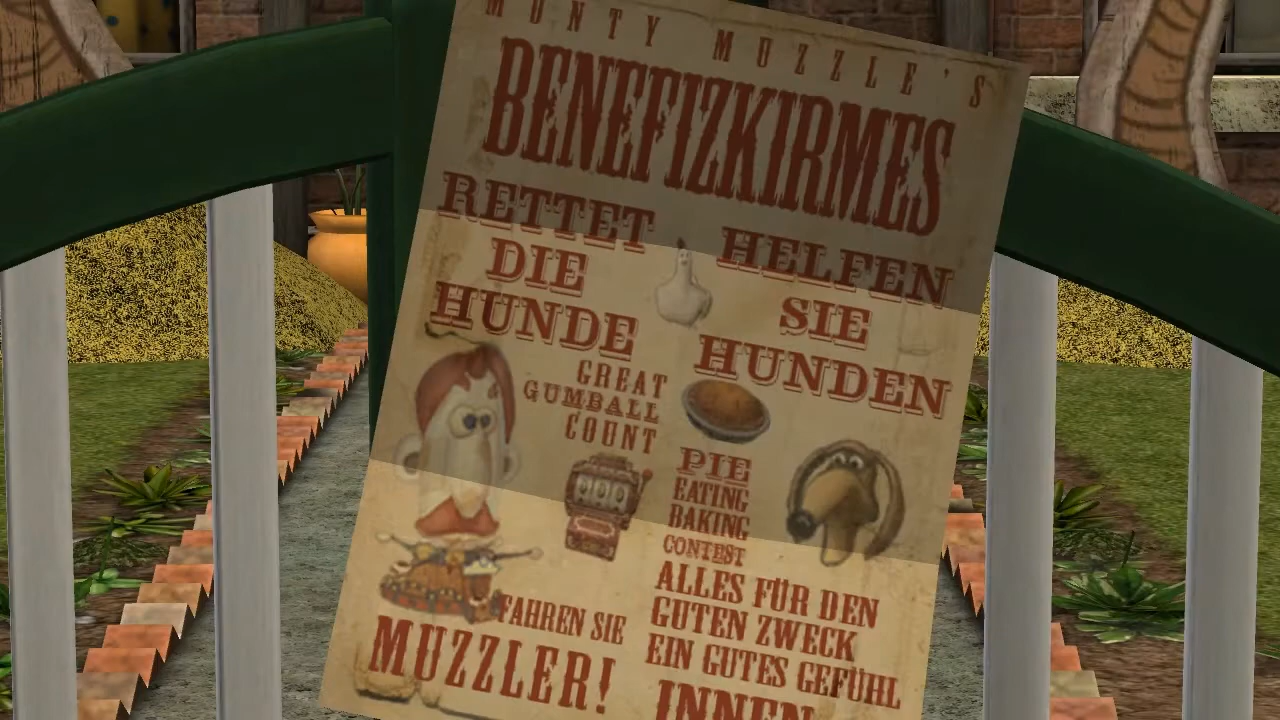 MONTY MUZZLE'S
BENEFIZKIRMES
RETTET
DIE
HUNDE
HELFEN
SIE
HUNDEN
GREAT
GUMBALL
COUNT
PIE
EATING
BAKING
CONTEST
FAHREN SIE
MUZZLER!
ALLES FÜR DEN
GUTEN ZWECK
EIN GUTES GEFÜHL
INNEN